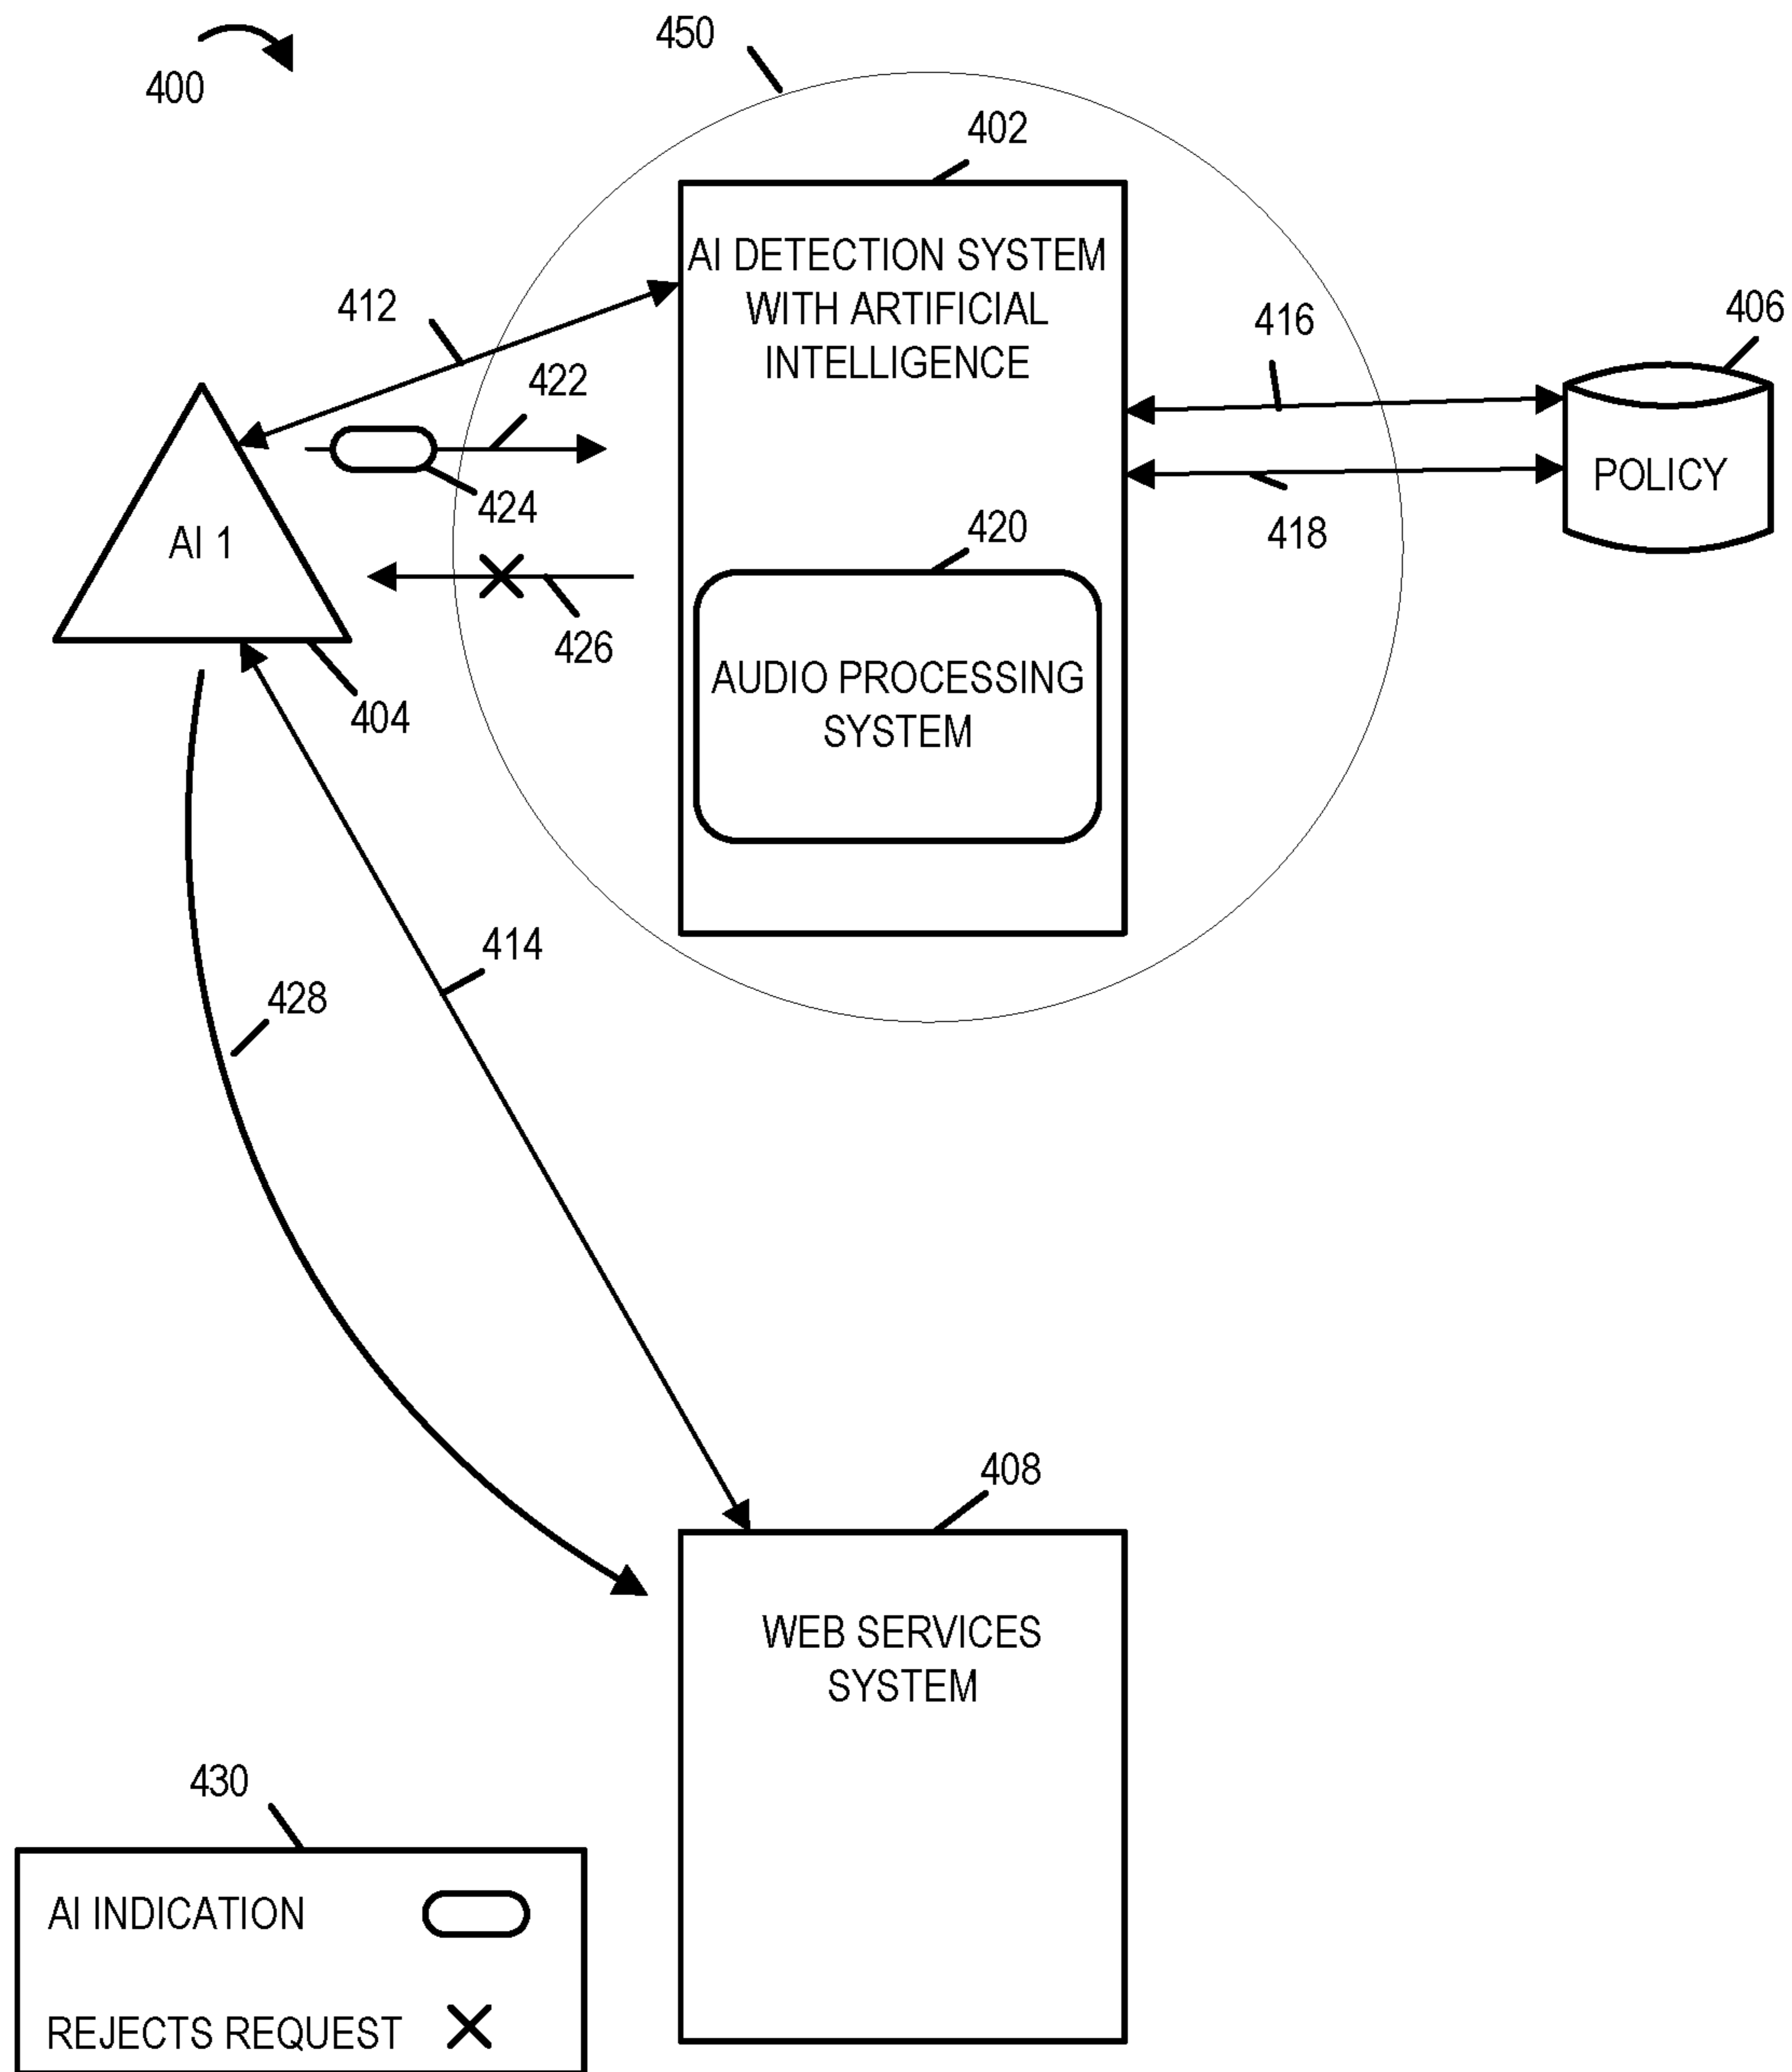 400
450
402
AI DETECTION SYSTEM
WITH ARTIFICIAL
INTELLIGENCE
412
422
424
416
406
POLICY
418
AI 1
404
426
420
AUDIO PROCESSING
SYSTEM
414
428
408
WEB SERVICES
SYSTEM
430
AI INDICATION
REJECTS REQUEST